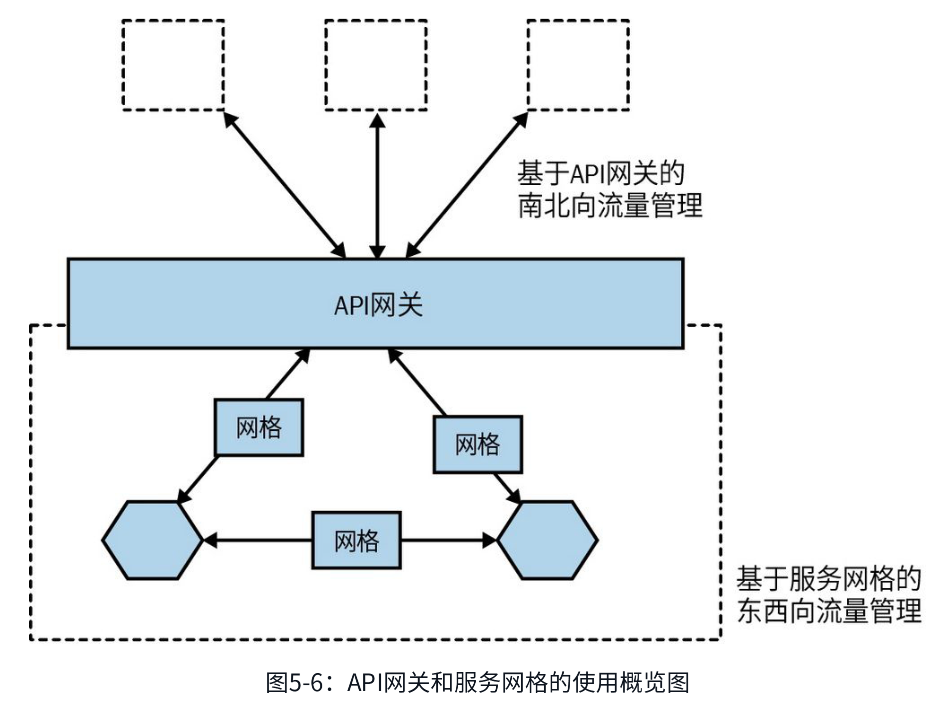 基于API网关的
南北向流量管理
API网关
网格
网格
网格
基于服务网格的
东西向流量管理
图5-6：API网关和服务网格的使用概览图